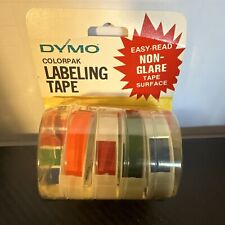 DYMO
COLORPAK
LABELING
TAPE
EASY-READ
NON-
GLARE
TAPE
SURFACE